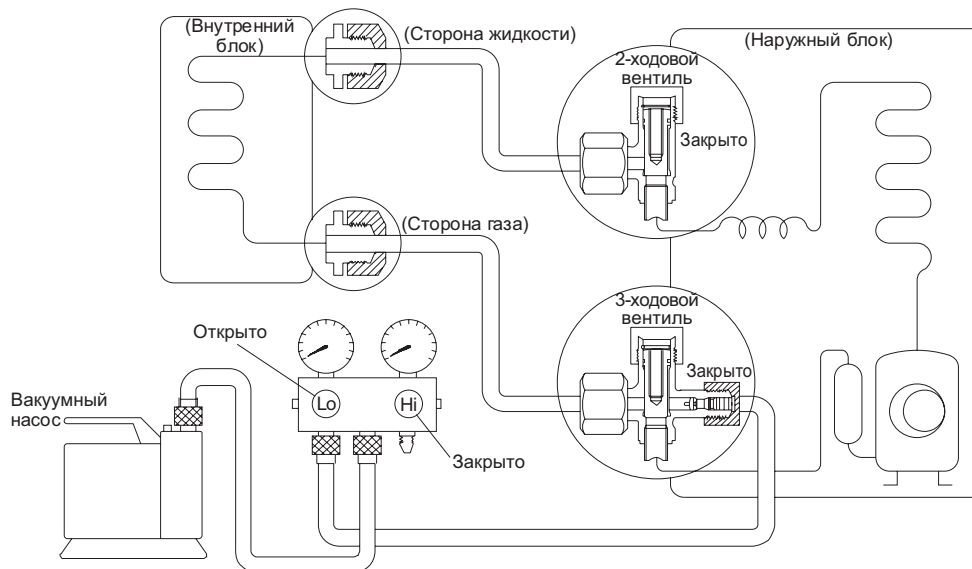 (Внутренний
блок)
(Сторона жидкости)
(Наружный блок)
2-ходовой
вентиль
Закрыто
(Сторона газа)
3-ходовой
вентиль
Закрыто
Открыто
Lo
Hi
Закрыто
Вакуумный
насос